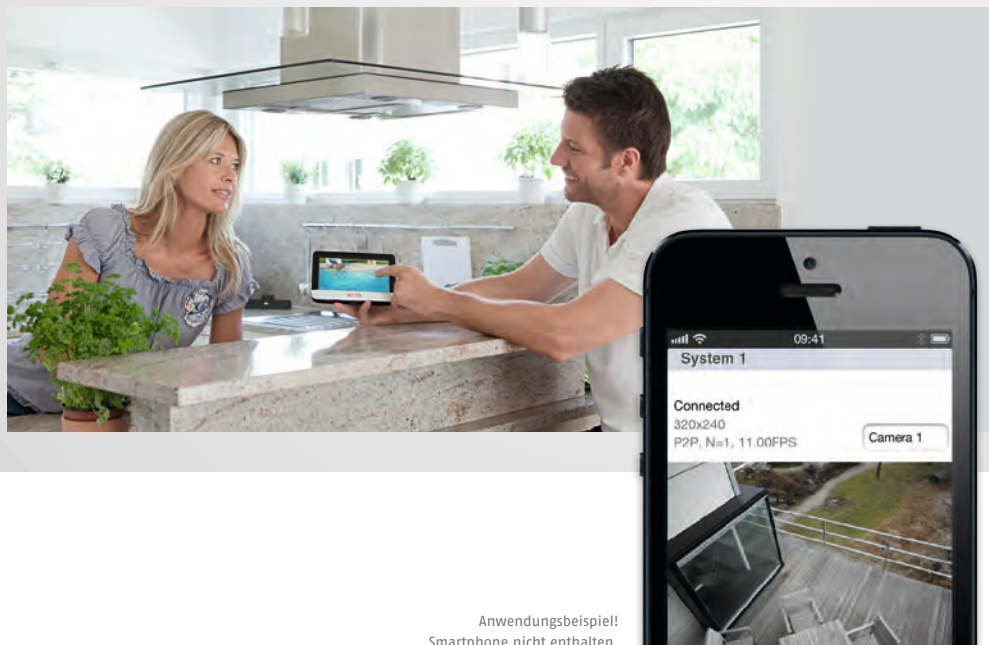 09:41
System 1
Connected
320x240
P2P, N=1, 11.00FPS
Camera 1
Anwendungsbeispiel!
Smartphone nicht enthalten